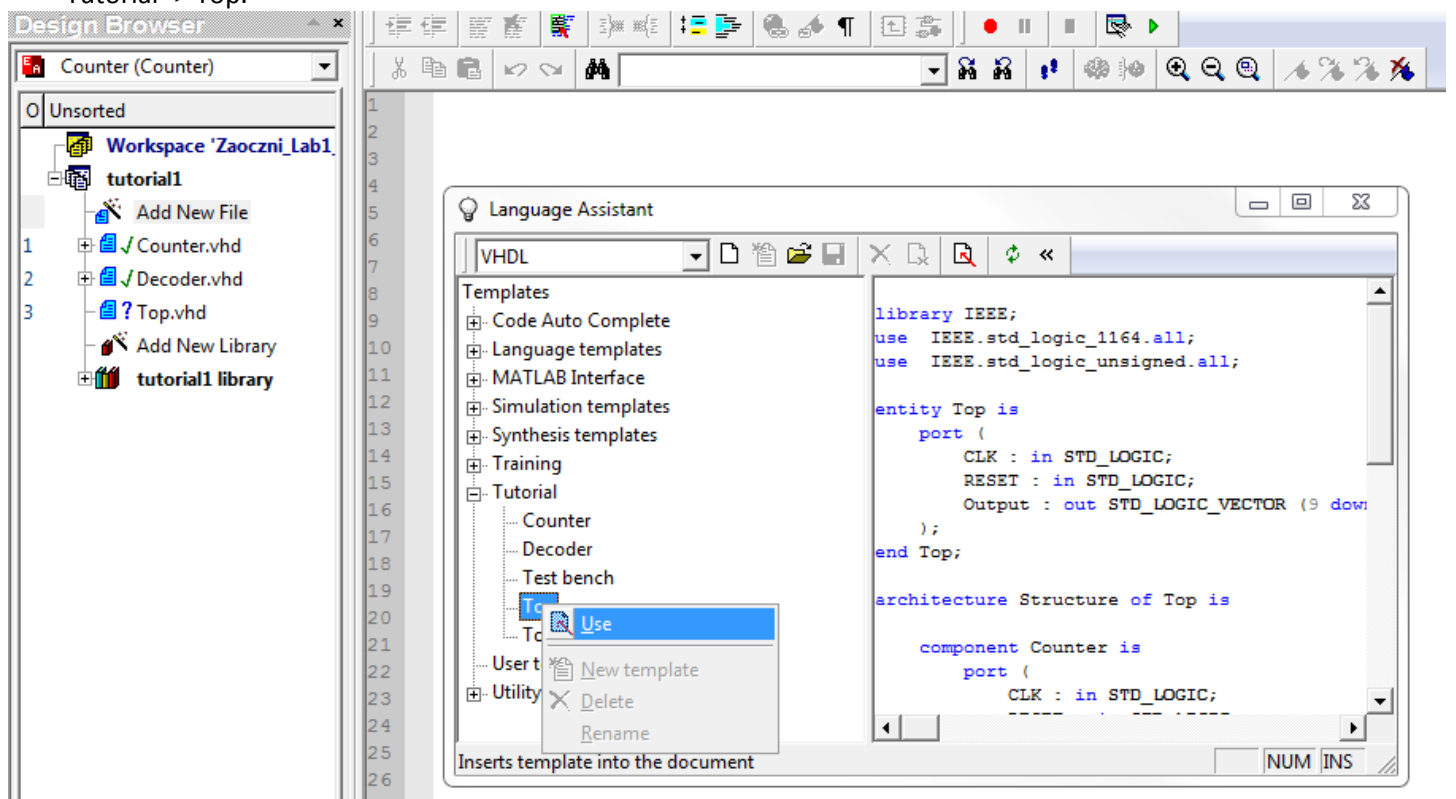 Tutorial -> Top.
Design Browser
Counter (Counter)
O Unsorted
Workspace 'Zaoczni_Lab1_
tutorial1
Add New File
1 Counter.vhd
2 Decoder.vhd
3 ? Top.vhd
Add New Library
tutorial1 library
1
2
3
4
5
6
7
8
9
10
11
12
13
14
15
16
17
18
19
20
21
22
23
24
25
26
Language Assistant
VHDL
Templates
Code Auto Complete
Language templates
MATLAB Interface
Simulation templates
Synthesis templates
Training
Tutorial
Counter
Decoder
Test bench
To
To
User t
Utility
Use
New template
Delete
Rename
library IEEE;
use IEEE.std_logic_1164.all;
use IEEE.std_logic_unsigned.all;
entity Top is
port (
CLK : in STD_LOGIC;
RESET : in STD_LOGIC;
Output : out STD_LOGIC_VECTOR (9 dow
);
end Top;
architecture Structure of Top is
component Counter is
port (
CLK : in STD_LOGIC;
Inserts template into the document
NUM INS